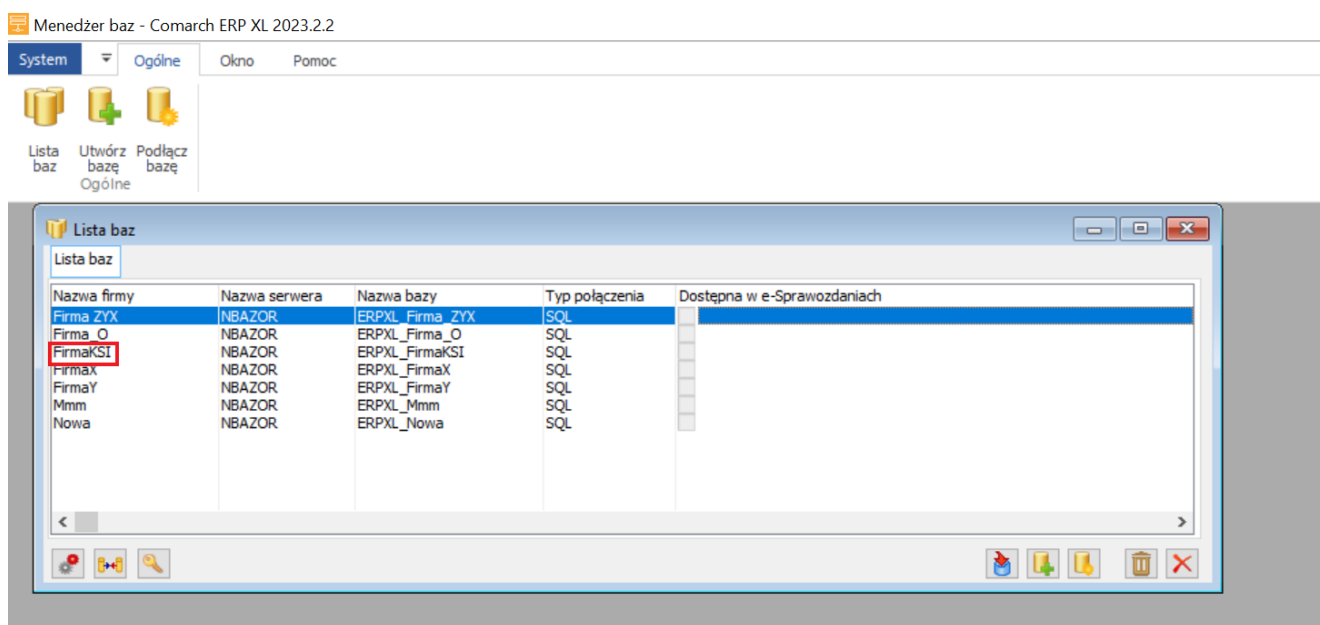 Menedżer baz - Comarch ERP XL 2023.2.2
System Ogólne Okno Pomoc
Lista baz Utwórz bazę Podłącz bazę
Ogólne
Lista baz
Lista baz
Nazwa firmy Nazwa serwera Nazwa bazy Typ połączenia Dostępna w e-Sprawozdaniach
Firma ZYX NBAZOR ERPXL_Firma_ZYX SQL
Firma_O NBAZOR ERPXL_Firma_O SQL
FirmaKSI NBAZOR ERPXL_FirmaKSI SQL
FirmaX NBAZOR ERPXL_FirmaX SQL
FirmaY NBAZOR ERPXL_FirmaY SQL
Mmm NBAZOR ERPXL_Mmm SQL
Nowa NBAZOR ERPXL_Nowa SQL